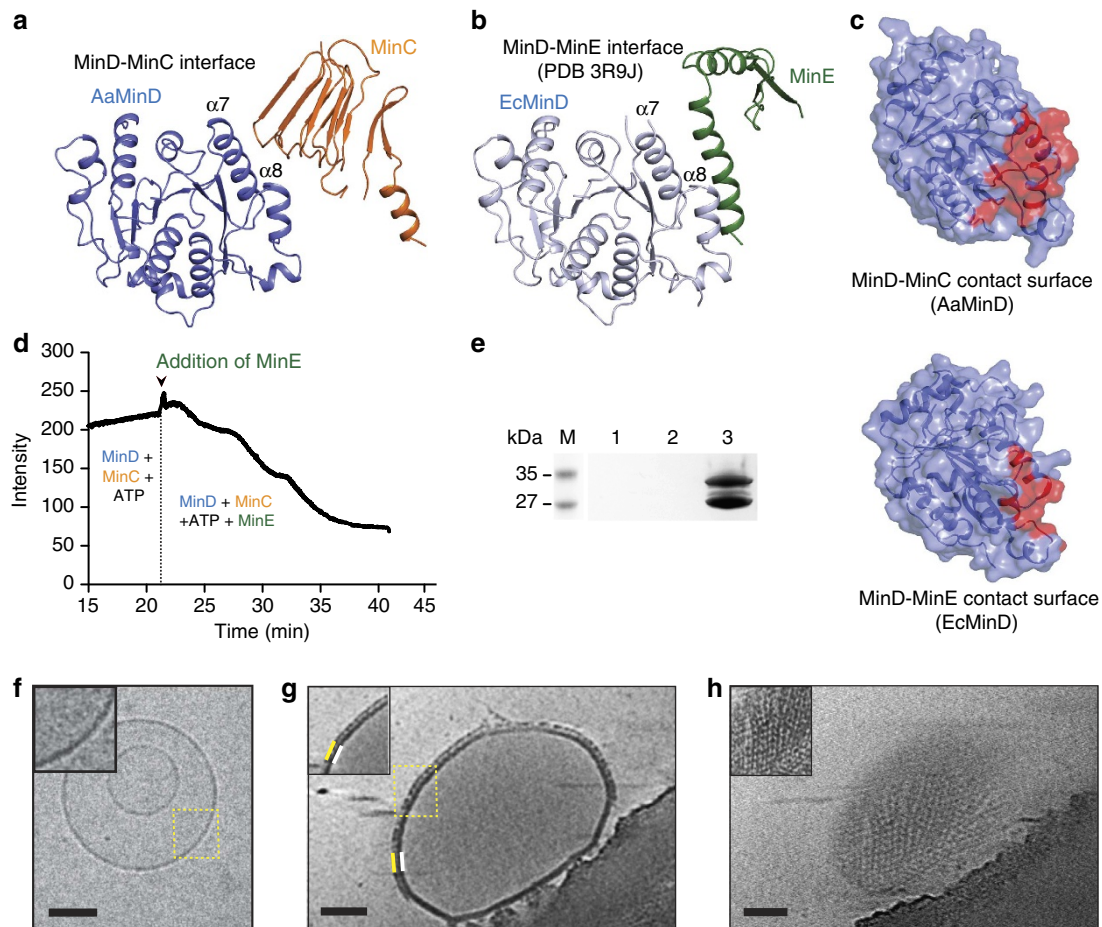 a
MinD-MinC interface
AaMinD
α7
α8
MinC
b
MinD-MinE interface
(PDB 3R9J)
EcMinD
α7
α8
MinE
c
MinD-MinC contact surface
(AaMinD)
MinD-MinE contact surface
(EcMinD)
d
Addition of MinE
Intensity
300
250
200
150
100
50
0
MinD +
MinC +
ATP
MinD + MinC
+ATP + MinE
15 21 25 30 35 41 45
Time (min)
e
kDa M 1 2 3
35
27
f
g
h